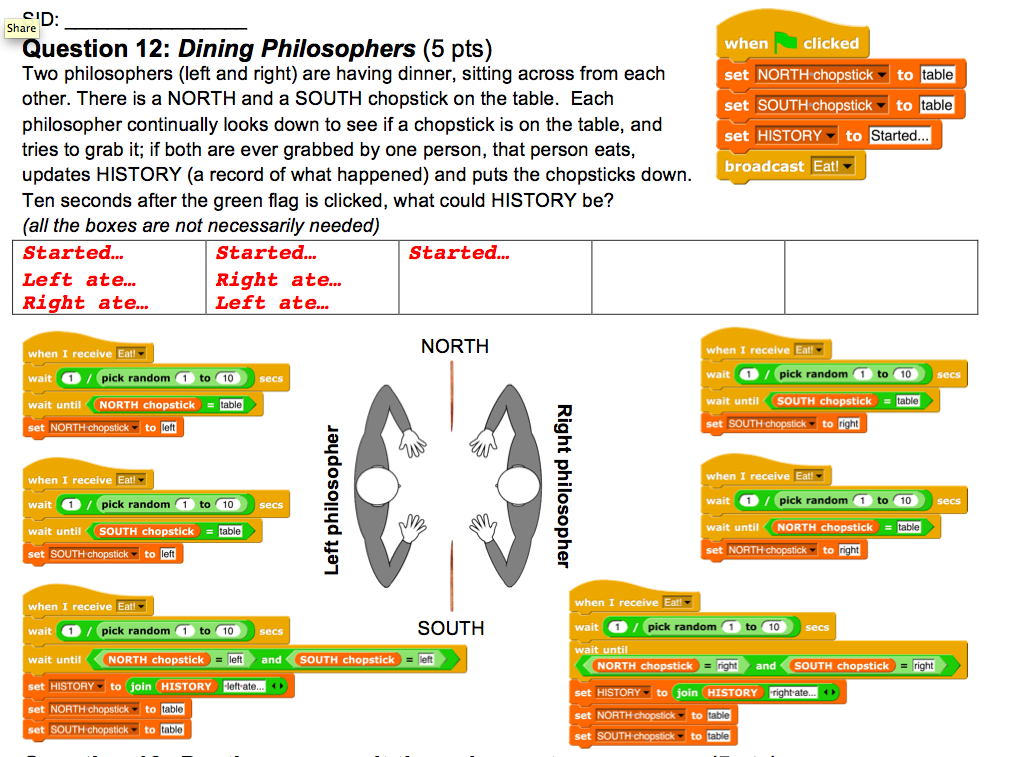 SID:
Share
Question 12: Dining Philosophers (5 pts)
Two philosophers (left and right) are having dinner, sitting across from each
other. There is a NORTH and a SOUTH chopstick on the table. Each
philosopher continually looks down to see if a chopstick is on the table, and
tries to grab it; if both are ever grabbed by one person, that person eats,
updates HISTORY (a record of what happened) and puts the chopsticks down.
Ten seconds after the green flag is clicked, what could HISTORY be?
(all the boxes are not necessarily needed)
when clicked
set NORTH chopstick to table
set SOUTH chopstick to table
set HISTORY to Started...
broadcast Eat!
Started…
Left ate…
Right ate…
Started…
Right ate…
Left ate…
Started…
when I receive Eat!
wait 1 / pick random 1 to 10 secs
wait until NORTH chopstick = table
set NORTH chopstick to left
when I receive Eat!
wait 1 / pick random 1 to 10 secs
wait until SOUTH chopstick = table
set SOUTH chopstick to left
when I receive Eat!
wait 1 / pick random 1 to 10 secs
wait until NORTH chopstick = left and SOUTH chopstick = left
set HISTORY to join HISTORY left ate...
set NORTH chopstick to table
set SOUTH chopstick to table
NORTH
Left philosopher
Right philosopher
SOUTH
when I receive Eat!
wait 1 / pick random 1 to 10 secs
wait until SOUTH chopstick = table
set SOUTH chopstick to right
when I receive Eat!
wait 1 / pick random 1 to 10 secs
wait until NORTH chopstick = table
set NORTH chopstick to right
when I receive Eat!
wait 1 / pick random 1 to 10 secs
wait until
NORTH chopstick = right and SOUTH chopstick = right
set HISTORY to join HISTORY right ate...
set NORTH chopstick to table
set SOUTH chopstick to table